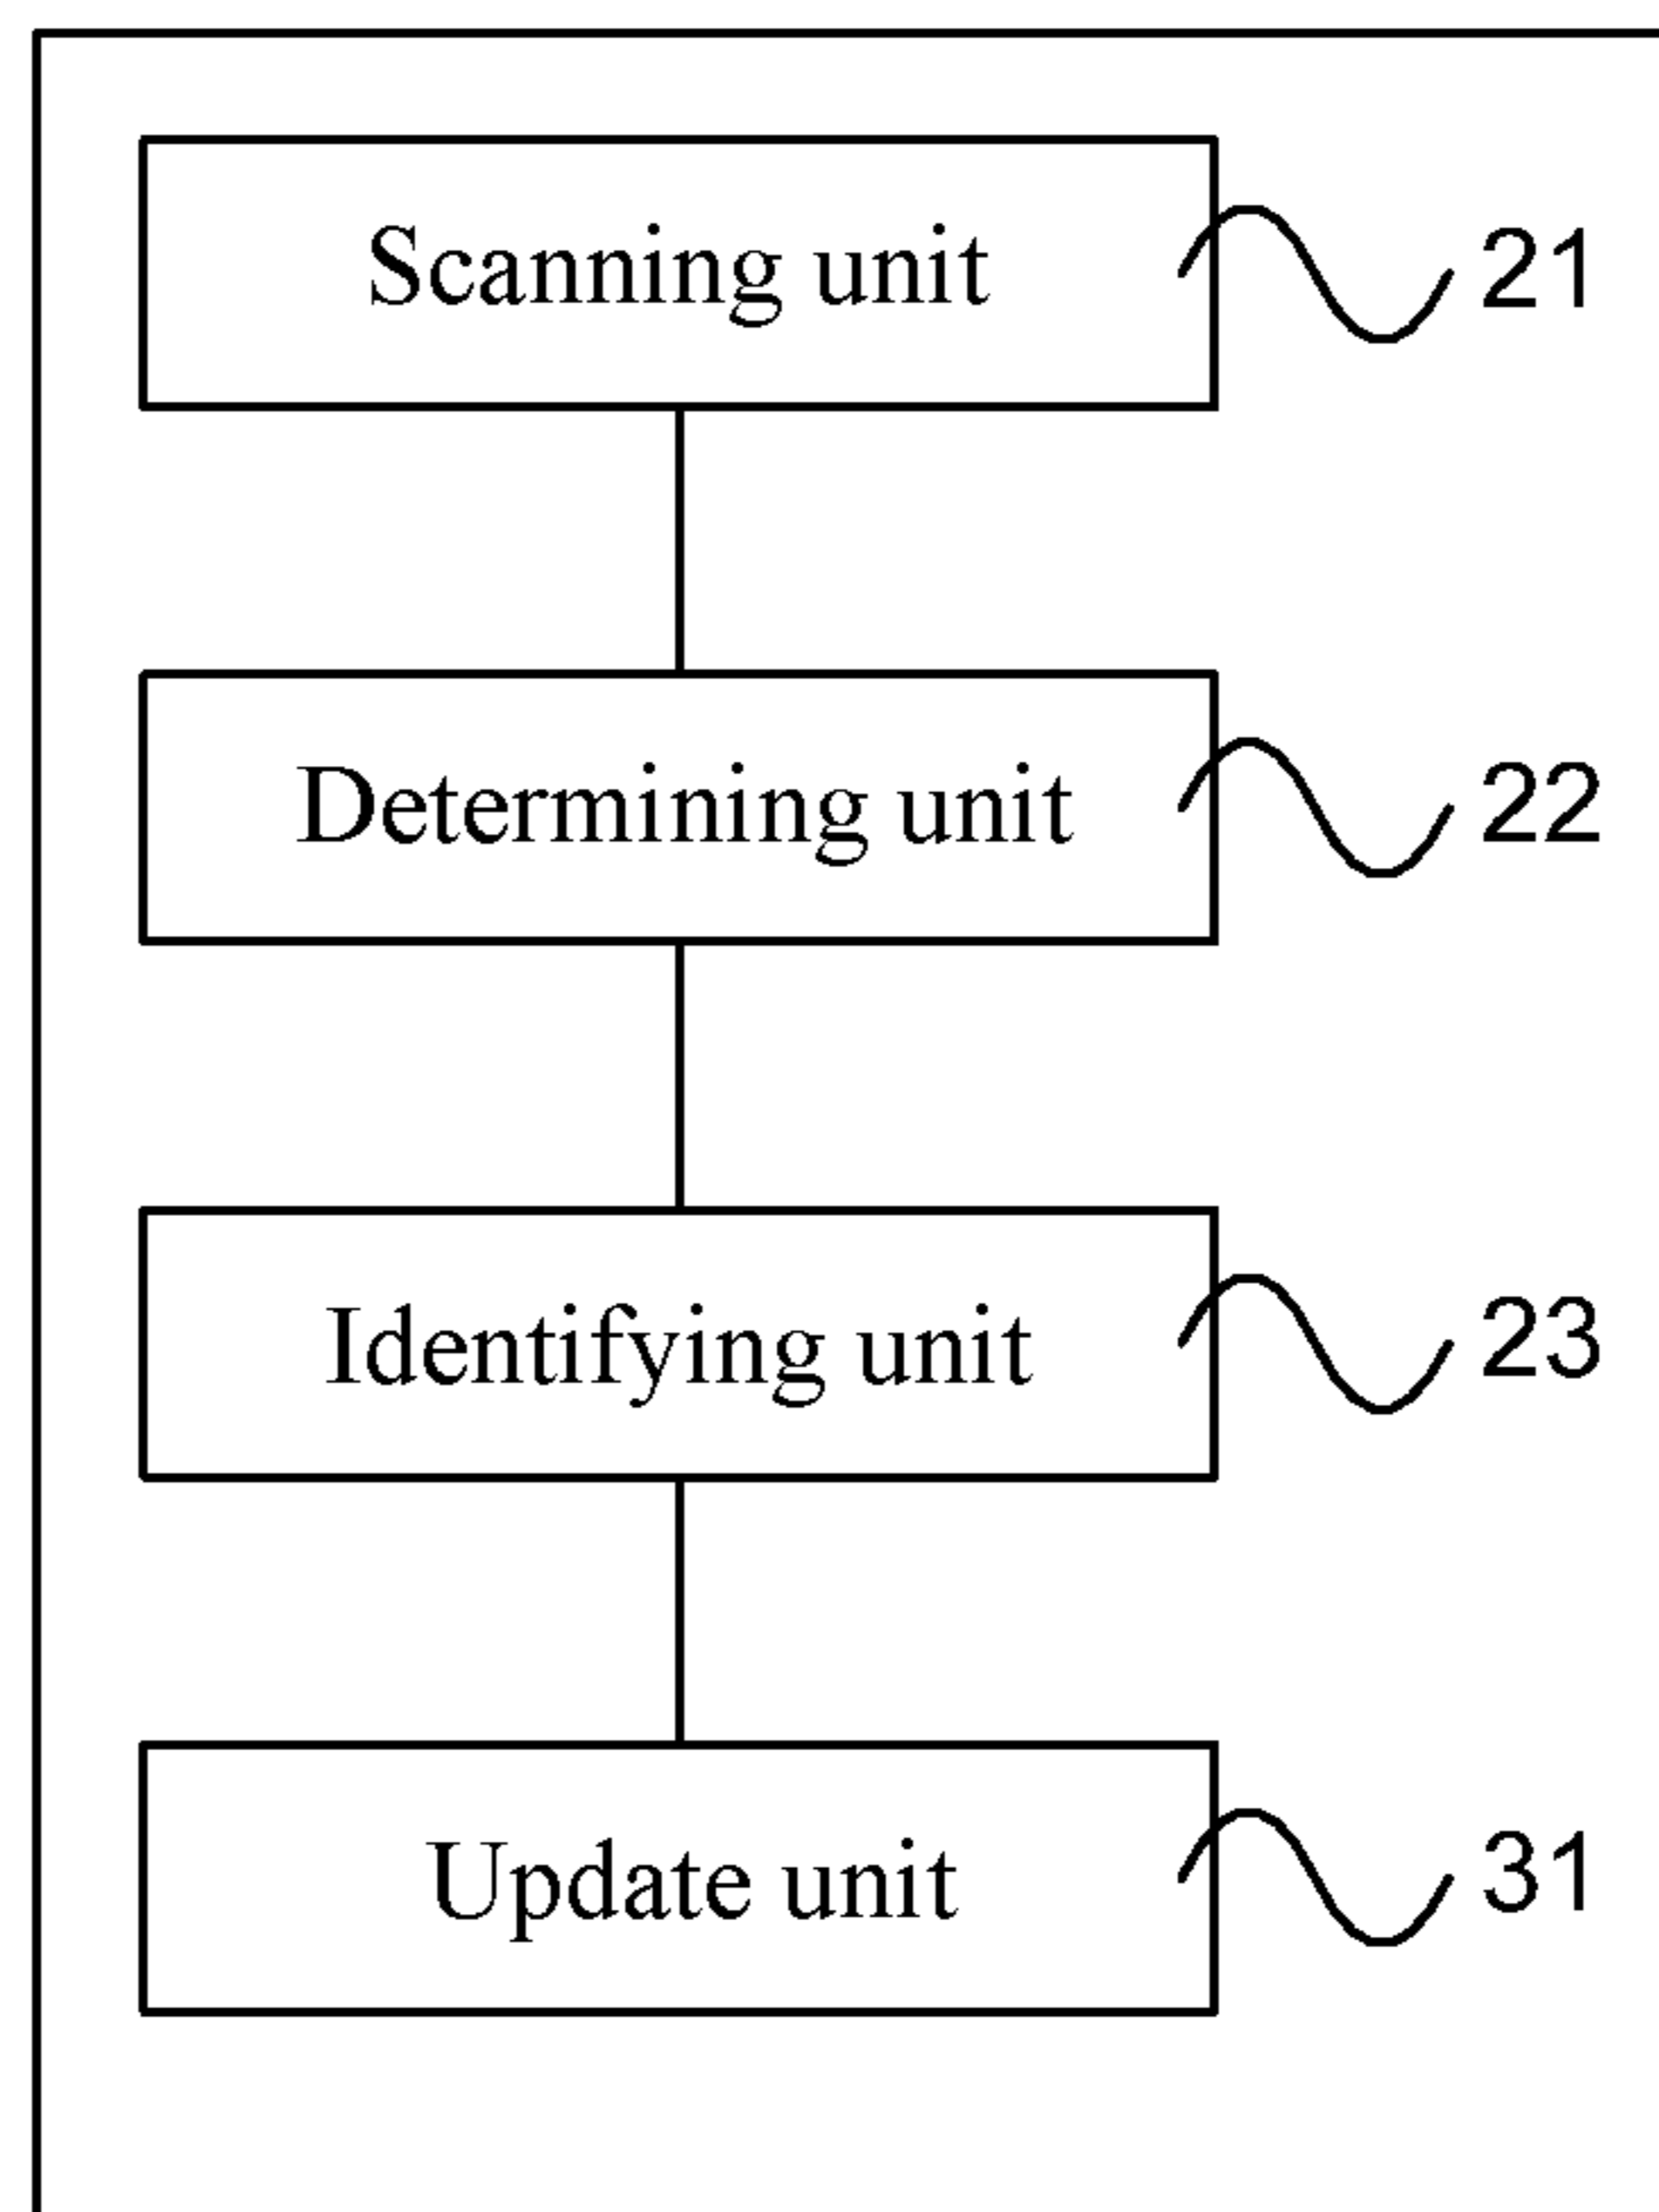 Scanning unit 21
Determining unit 22
Identifying unit 23
Update unit 31